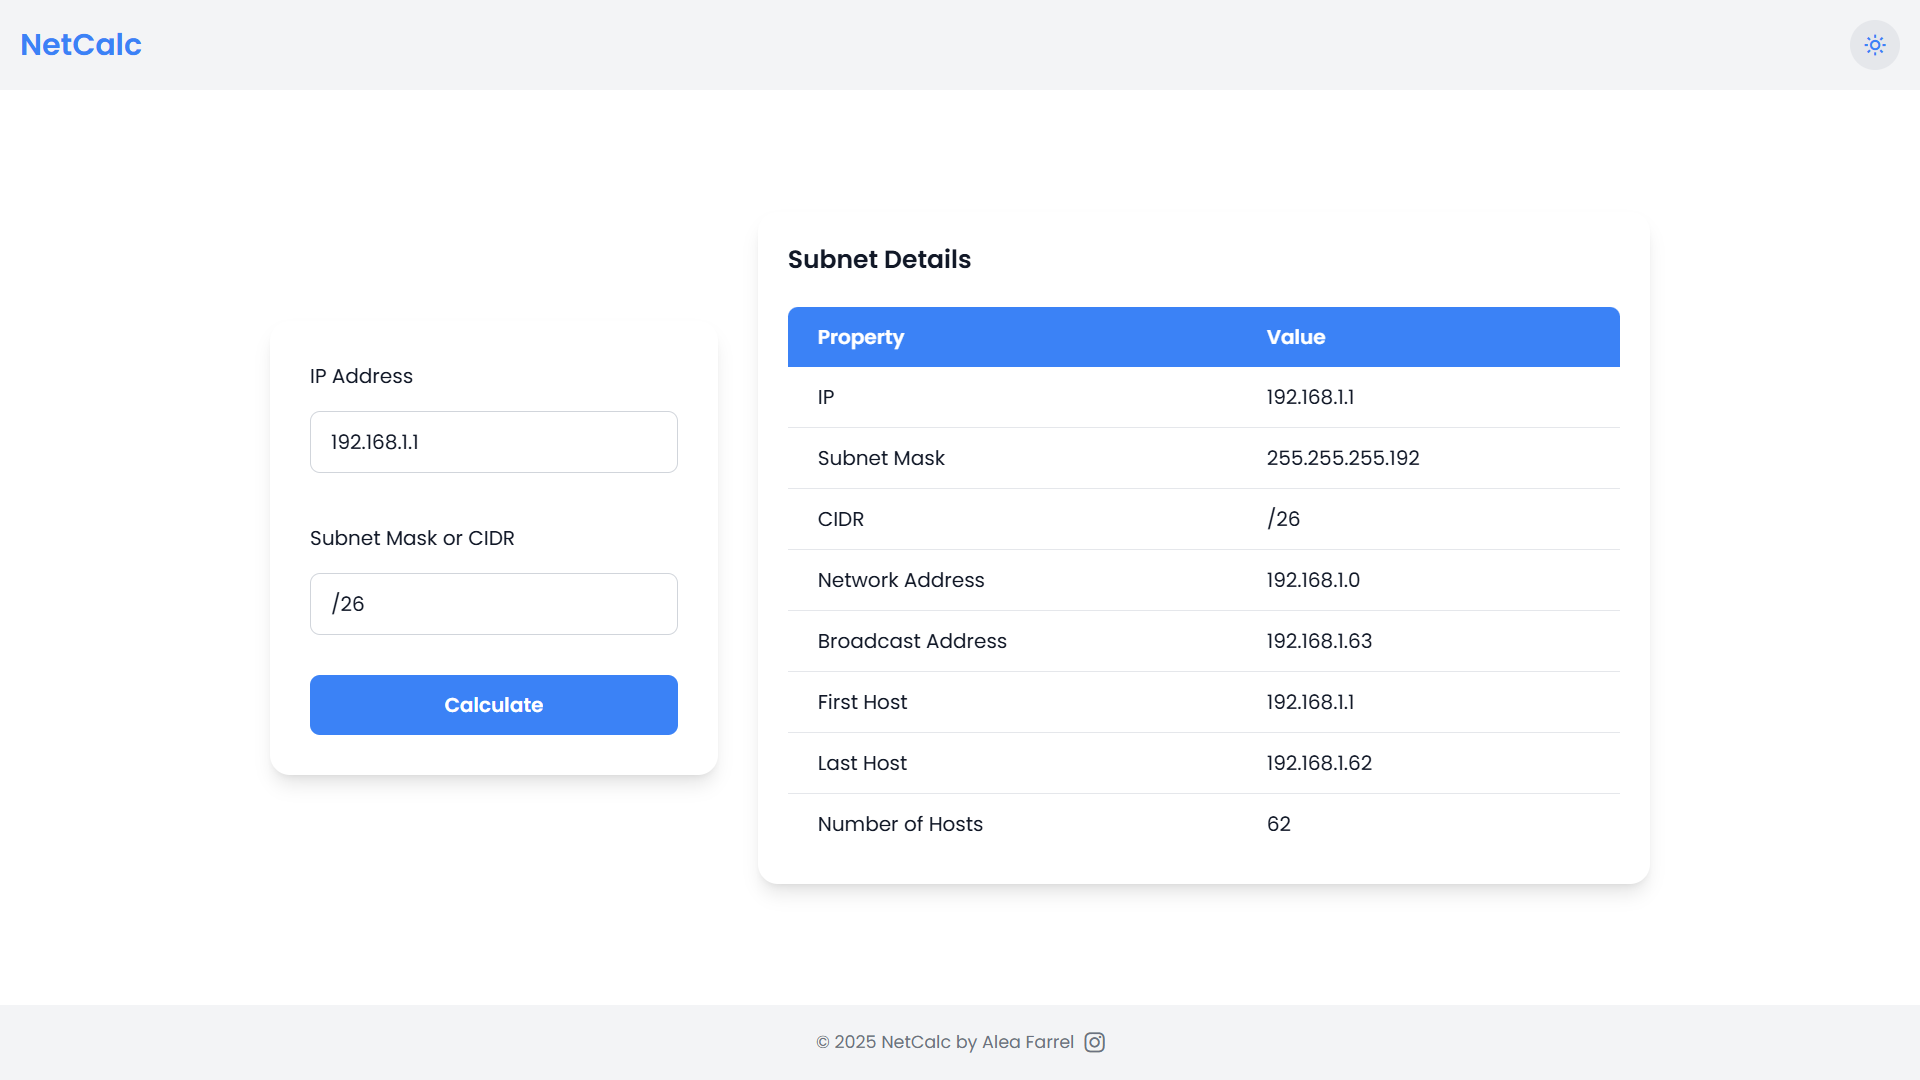 NetCalc
IP Address
192.168.1.1
Subnet Mask or CIDR
/26
Calculate
Subnet Details
Property Value
IP 192.168.1.1
Subnet Mask 255.255.255.192
CIDR /26
Network Address 192.168.1.0
Broadcast Address 192.168.1.63
First Host 192.168.1.1
Last Host 192.168.1.62
Number of Hosts 62
© 2025 NetCalc by Alea Farrel